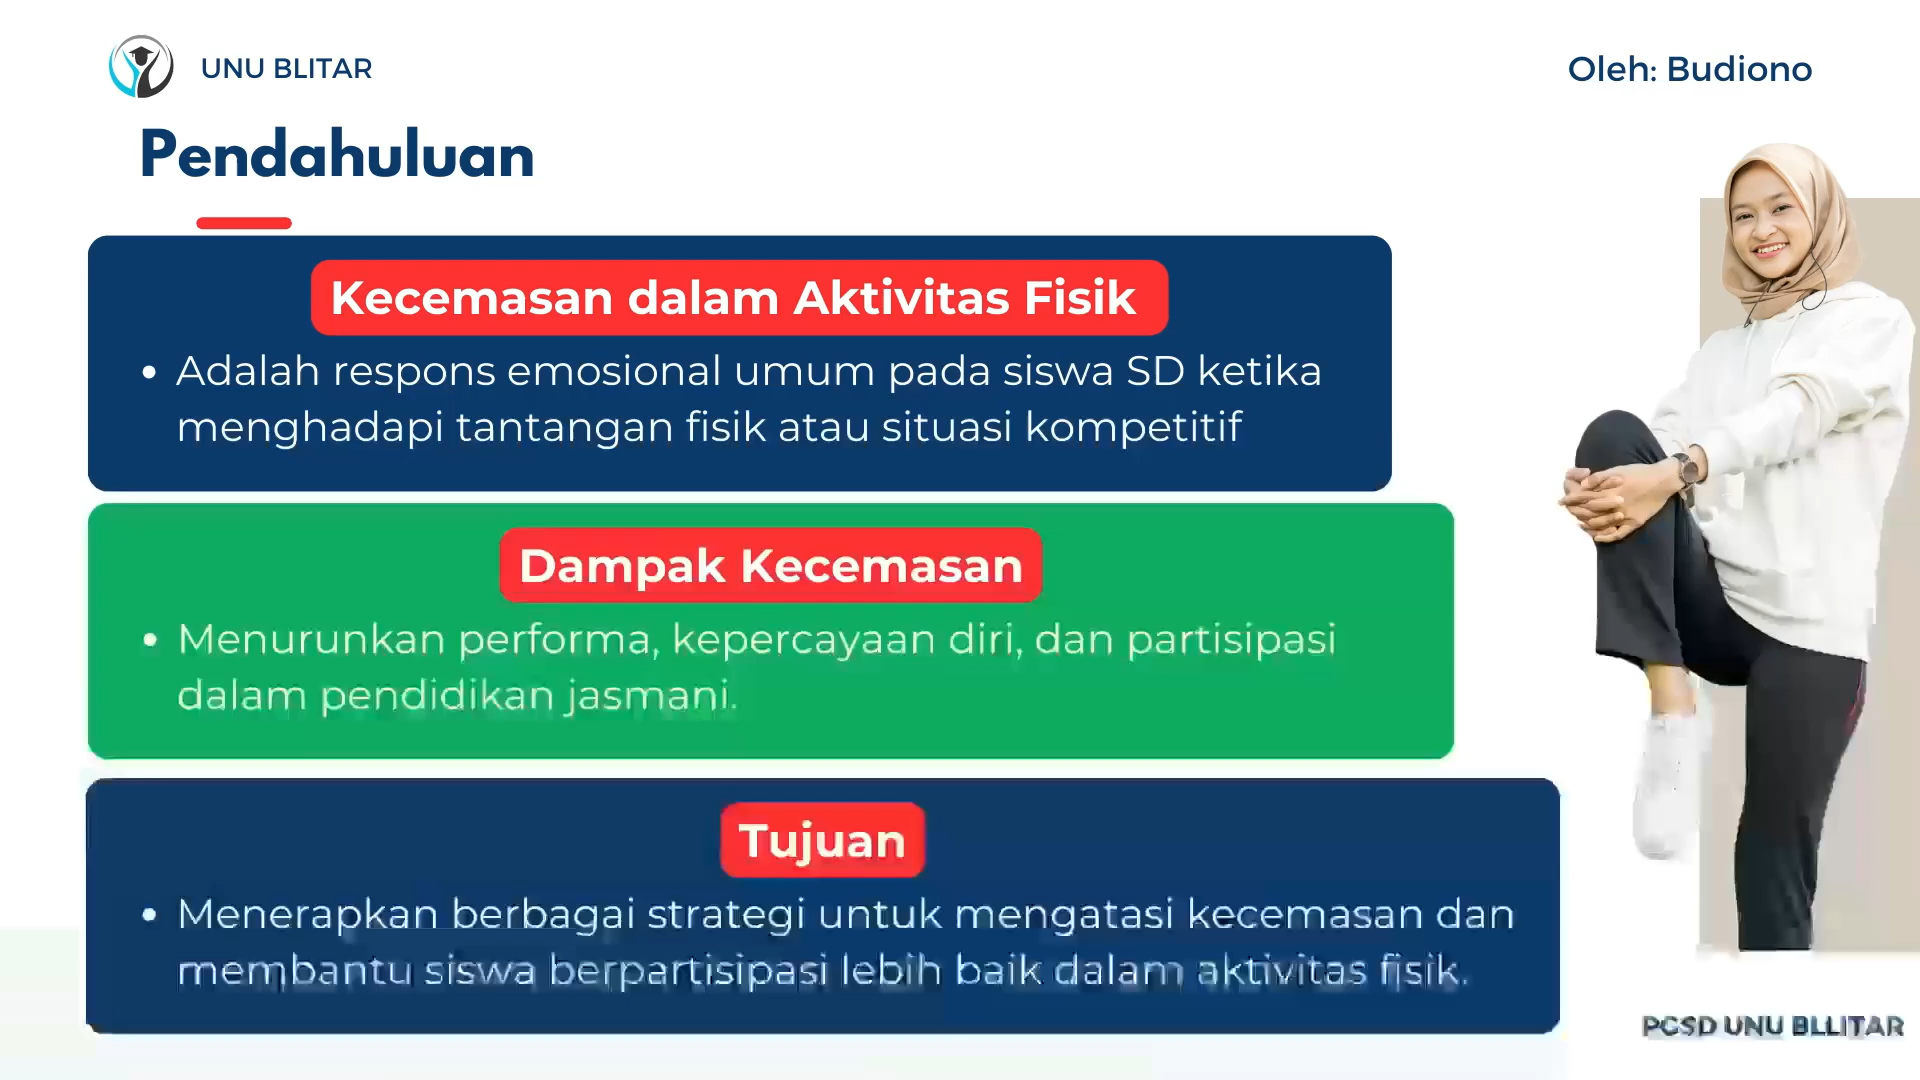 UNU BLITAR
Oleh: Budiono
Pendahuluan
Kecemasan dalam Aktivitas Fisik
• Adalah respons emosional umum pada siswa SD ketika
menghadapi tantangan fisik atau situasi kompetitif
Dampak Kecemasan
• Menurunkan performa, kepercayaan diri, dan partisipasi
dalam pendidikan jasmani.
Tujuan
• Menerapkan berbagai strategi untuk mengatasi kecemasan dan
membantu siswa berpartisipasi lebih baik dalam aktivitas fisik.
PGSD UNU BLLITAR